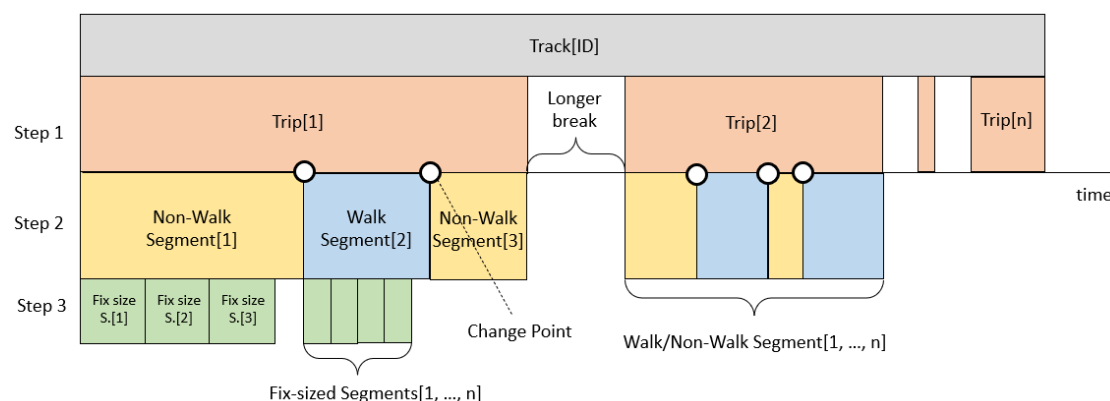 Track[ID]
Step 1
Trip[1]
Longer
break
Trip[2]
Trip[n]
time
Step 2
Non-Walk
Segment[1]
Walk
Segment[2]
Non-Walk
Segment[3]
Step 3
Fix size
S.[1]
Fix size
S.[2]
Fix size
S.[3]
Change Point
Walk/Non-Walk Segment[1, ..., n]
Fix-sized Segments[1, ..., n]